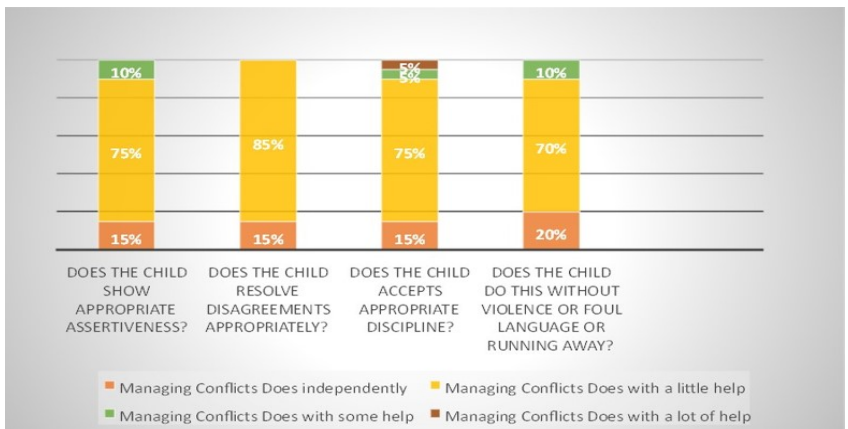 10%
75%
15%
85%
15%
5%
5%
75%
15%
10%
70%
20%
DOES THE CHILD
SHOW
APPROPRIATE
ASSERTIVENESS?
DOES THE CHILD
RESOLVE
DISAGREEMENTS
APPROPRIATELY?
DOES THE CHILD
ACCEPTS
APPROPRIATE
DISCIPLINE?
DOES THE CHILD
DO THIS WITHOUT
VIOLENCE OR FOUL
LANGUAGE OR
RUNNING AWAY?
Managing Conflicts Does independently
Managing Conflicts Does with a little help
Managing Conflicts Does with some help
Managing Conflicts Does with a lot of help